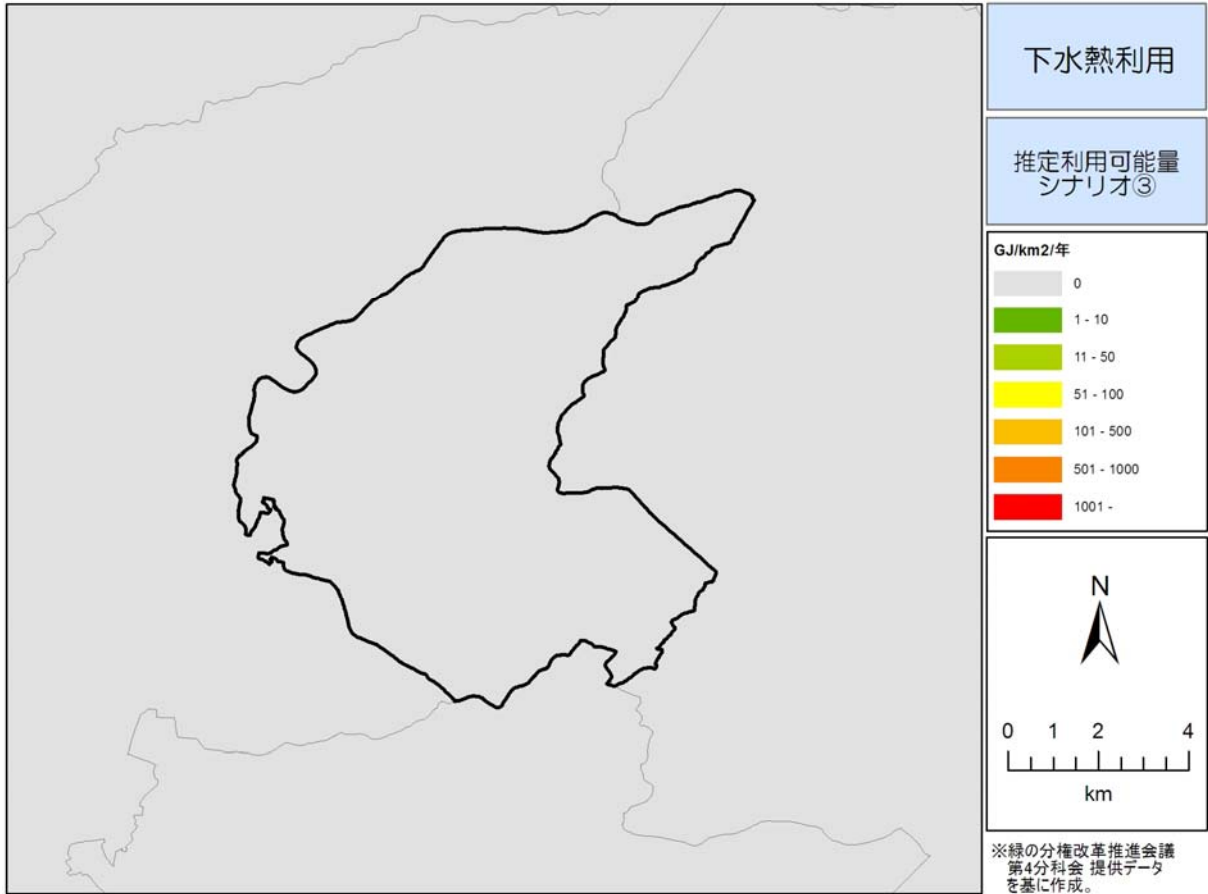 下水熱利用
推定利用可能量
シナリオ③
GJ/km2/年
0
1 - 10
11 - 50
51 - 100
101 - 500
501 - 1000
1001 -
N
0 1 2 4
km
※緑の分権改革推進会議
第4分科会 提供データ
を基に作成。